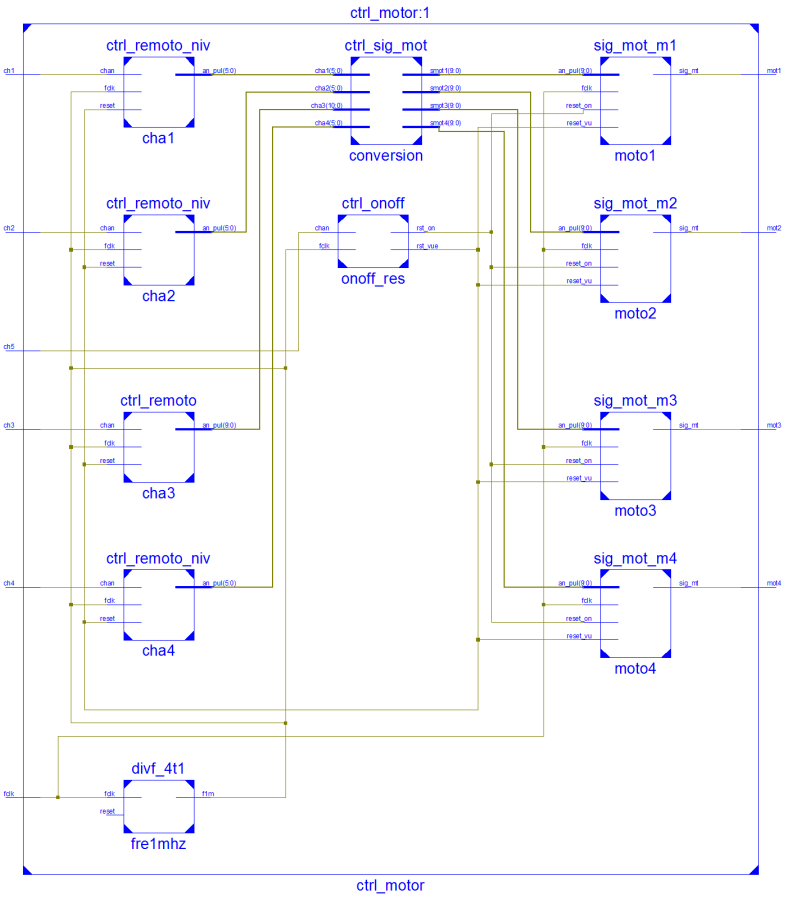 ctrl_motor:1
ctrl_remoto_niv
ctrl_sig_mot
sig_mot_m1
ch1
chan
an_pul(5:0)
cha1(5:0)
smot1(9:0)
an_pul(9:0)
sig_mt
mot1
fclk
cha2(5:0)
smot2(9:0)
fclk
reset
cha3(10:0)
smot3(9:0)
reset_on
cha4(5:0)
smot4(9:0)
reset_vu
cha1
conversion
moto1
ctrl_remoto_niv
ctrl_onoff
sig_mot_m2
ch2
chan
an_pul(5:0)
chan
rst_on
an_pul(9:0)
sig_mt
mot2
fclk
fclk
rst_vue
fclk
reset
reset_on
onoff_res
reset_vu
cha2
moto2
ch5
ctrl_remoto
sig_mot_m3
ch3
chan
an_pul(9:0)
an_pul(9:0)
sig_mt
mot3
fclk
fclk
reset
reset_on
reset_vu
cha3
moto3
ctrl_remoto_niv
sig_mot_m4
ch4
chan
an_pul(5:0)
an_pul(9:0)
sig_mt
mot4
fclk
fclk
reset
reset_on
reset_vu
cha4
moto4
divf_4t1
fclk
fclk
f1m
reset
fre1mhz
ctrl_motor